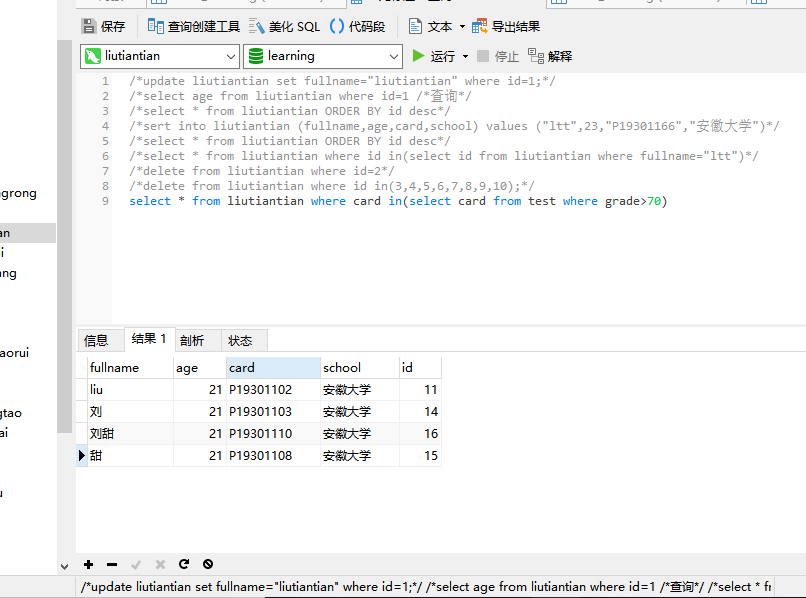 保存 查询创建工具 美化 SQL () 代码段 文本 导出结果
liutiantian learning 运行 停止 解释
1 /*update liutiantian set fullname="liutiantian" where id=1;*/
2 /*select age from liutiantian where id=1 /*查询*/
3 /*select * from liutiantian ORDER BY id desc*/
4 /*sert into liutiantian (fullname,age,card,school) values ("ltt",23,"P19301166","安徽大学")*/
5 /*select * from liutiantian ORDER BY id desc*/
6 /*select * from liutiantian where id in(select id from liutiantian where fullname="ltt")*/
7 /*delete from liutiantian where id=2*/
8 /*delete from liutiantian where id in(3,4,5,6,7,8,9,10);*/
9 select * from liutiantian where card in(select card from test where grade>70)
grong
an
i
ang
aorui
gtao
ai
信息 结果 1 剖析 状态
fullname age card school id
liu 21 P19301102 安徽大学 11
刘 21 P19301103 安徽大学 14
刘甜 21 P19301110 安徽大学 16
甜 21 P19301108 安徽大学 15
/*update liutiantian set fullname="liutiantian" where id=1;*/ /*select age from liutiantian where id=1 /*查询*/ /*select * fr